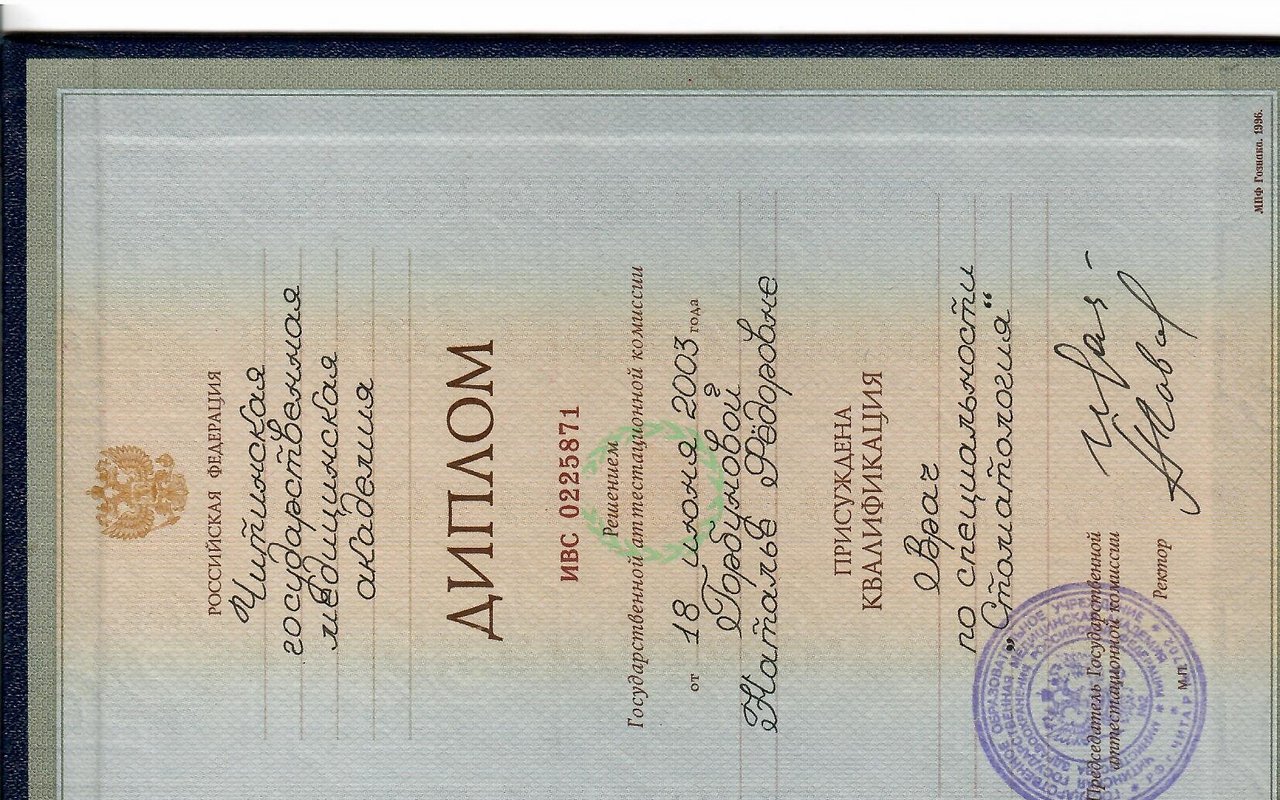 РОССИЙСКАЯ ФЕДЕРАЦИЯ
Читинская
государственная
медицинская
академия
ДИПЛОМ
ИВС 0225871
Решением
Государственной аттестационной комиссии
от 18 июня 2003 года
Горбуновой
Наталье Фёдоровне
ПРИСУЖДЕНА
КВАЛИФИКАЦИЯ
Врач
по специальности
„Стоматология“
Председатель Государственной
аттестационной комиссии
Ректор
М.П.
МПФ Гознака. 1996.